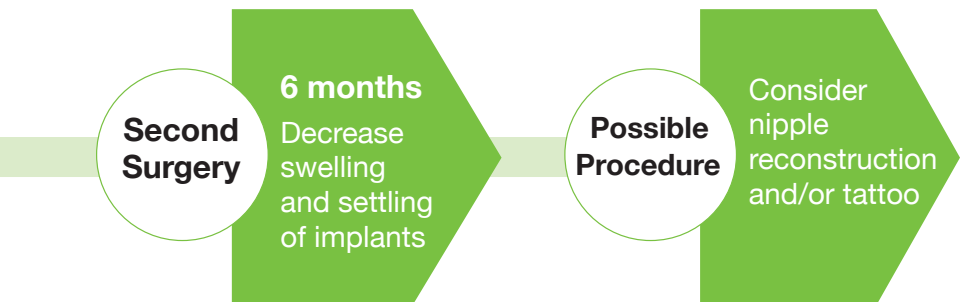 Second
Surgery
6 months
Decrease
swelling
and settling
of implants
Possible
Procedure
Consider
nipple
reconstruction
and/or tattoo